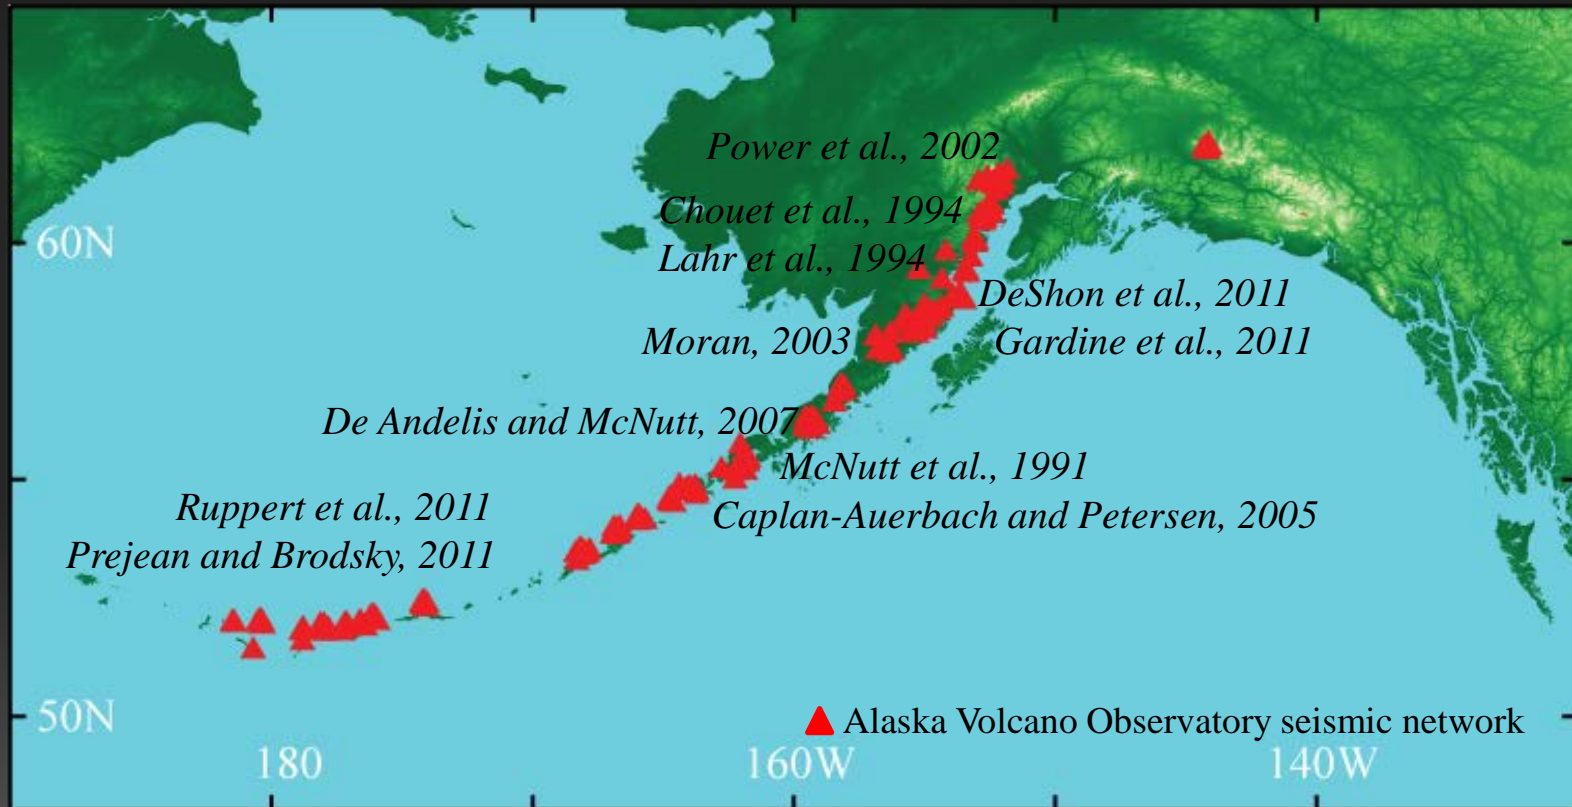 Power et al., 2002
Chouet et al., 1994
60N
Lahr et al., 1994
DeShon et al., 2011
Moran, 2003
Gardine et al., 2011
De Andelis and McNutt, 2007
McNutt et al., 1991
Ruppert et al., 2011
Caplan-Auerbach and Petersen, 2005
Prejean and Brodsky, 2011
50N
Alaska Volcano Observatory seismic network
180
160W
140W